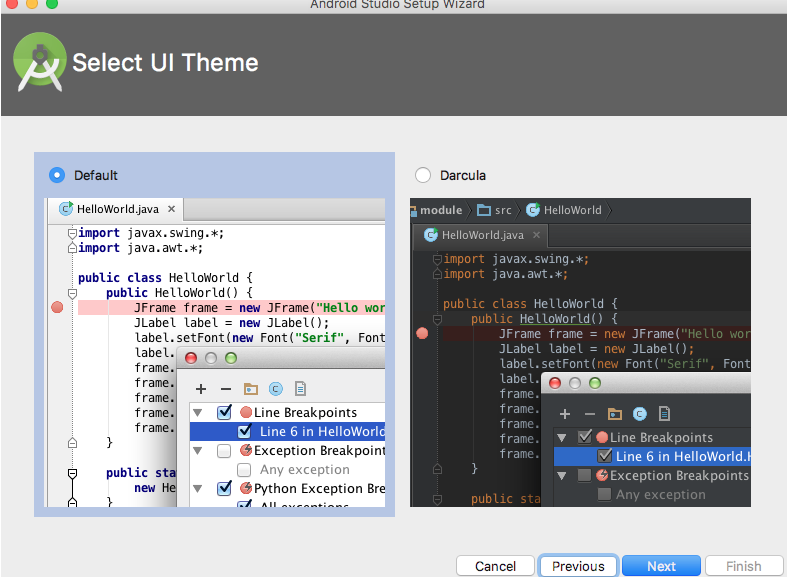 Android Studio Setup Wizard
Select UI Theme
Default
HelloWorld.java ×
import javax.swing.*;
import java.awt.*;
public class HelloWorld {
public HelloWorld() {
JFrame frame = new JFrame("Hello wor
JLabel label = new JLabel();
label.setFont(new Font("Serif", Font
label.
frame.
frame.
frame.
frame.
frame.
}
public sta
new He
}
Line Breakpoints
Line 6 in HelloWorld
Exception Breakpoint
Any exception
Python Exception Bre
All exceptions
Darcula
module
src
HelloWorld
HelloWorld.java ×
import javax.swing.*;
import java.awt.*;
public class HelloWorld {
public HelloWorld() {
JFrame frame = new JFrame("Hello wor
JLabel label = new JLabel();
label.setFont(new Font("Serif", Font
label.
frame.
frame.
frame.
frame.
frame.
}
public sta
Line Breakpoints
Line 6 in HelloWorld.H
Exception Breakpoints
Any exception
Cancel
Previous
Next
Finish